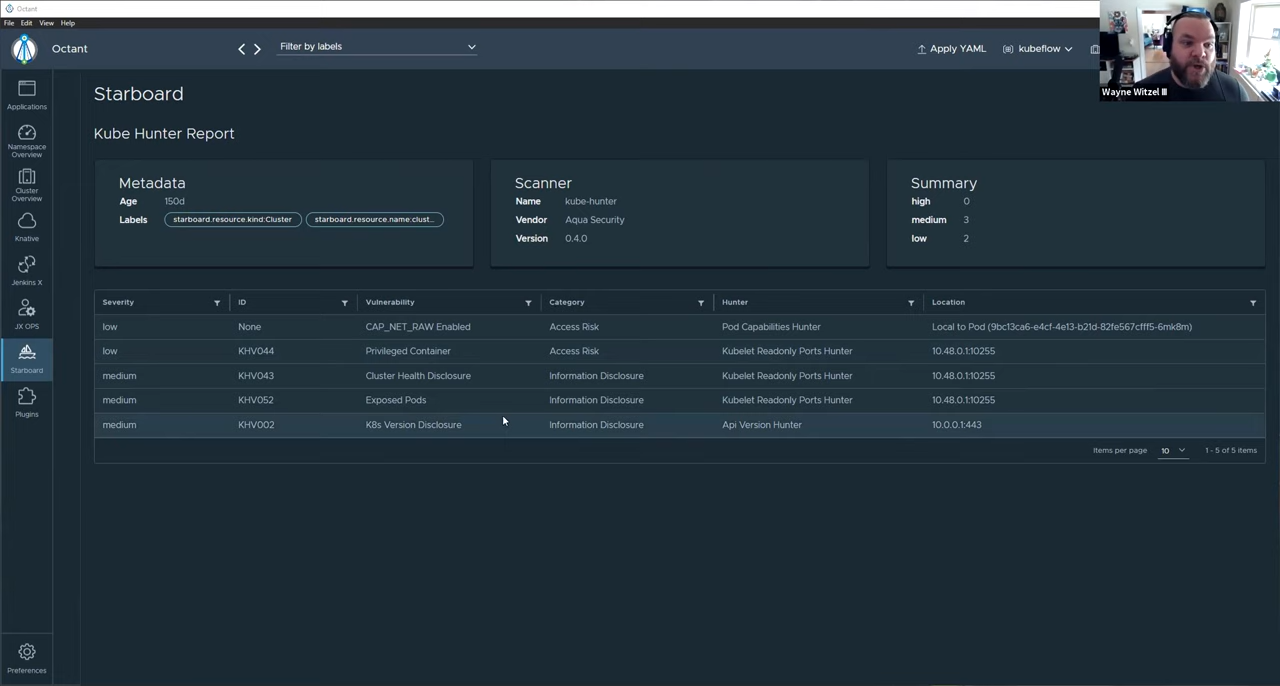 Octant
File Edit View Help
Octant
Filter by labels
Apply YAML
kubeflow
Wayne Witzel III
Applications
Namespace
Overview
Cluster
Overview
Knative
Jenkins X
JX OPS
Starboard
Plugins
Preferences
Starboard
Kube Hunter Report
Metadata
Age 150d
Labels starboard.resource.kind:Cluster starboard.resource.name:clust...
Scanner
Name kube-hunter
Vendor Aqua Security
Version 0.4.0
Summary
high 0
medium 3
low 2
Severity ID Vulnerability Category Hunter Location
low None CAP_NET_RAW Enabled Access Risk Pod Capabilities Hunter Local to Pod (9bc13ca6-e4cf-4e13-b21d-82fe567cfff5-6mk8m)
low KHV044 Privileged Container Access Risk Kubelet Readonly Ports Hunter 10.48.0.1:10255
medium KHV043 Cluster Health Disclosure Information Disclosure Kubelet Readonly Ports Hunter 10.48.0.1:10255
medium KHV052 Exposed Pods Information Disclosure Kubelet Readonly Ports Hunter 10.48.0.1:10255
medium KHV002 K8s Version Disclosure Information Disclosure Api Version Hunter 10.0.0.1:443
Items per page 10 1 - 5 of 5 items